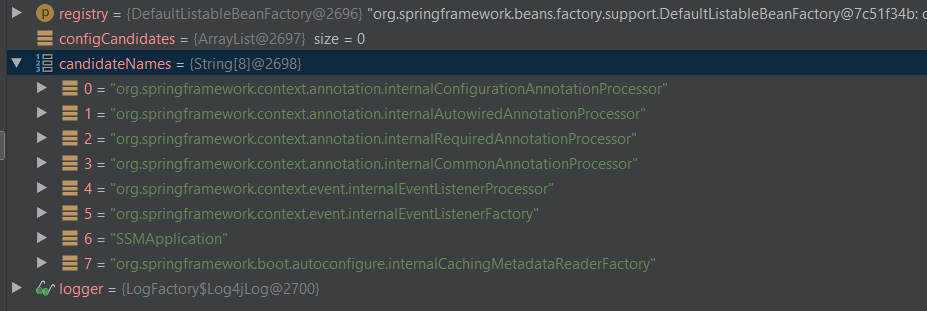 p registry = {DefaultListableBeanFactory@2696} "org.springframework.beans.factory.support.DefaultListableBeanFactory@7c51f34b: d
configCandidates = {ArrayList@2697} size = 0
candidateNames = {String[8]@2698}
0 = "org.springframework.context.annotation.internalConfigurationAnnotationProcessor"
1 = "org.springframework.context.annotation.internalAutowiredAnnotationProcessor"
2 = "org.springframework.context.annotation.internalRequiredAnnotationProcessor"
3 = "org.springframework.context.annotation.internalCommonAnnotationProcessor"
4 = "org.springframework.context.event.internalEventListenerProcessor"
5 = "org.springframework.context.event.internalEventListenerFactory"
6 = "SSMApplication"
7 = "org.springframework.boot.autoconfigure.internalCachingMetadataReaderFactory"
logger = {LogFactory$Log4jLog@2700}